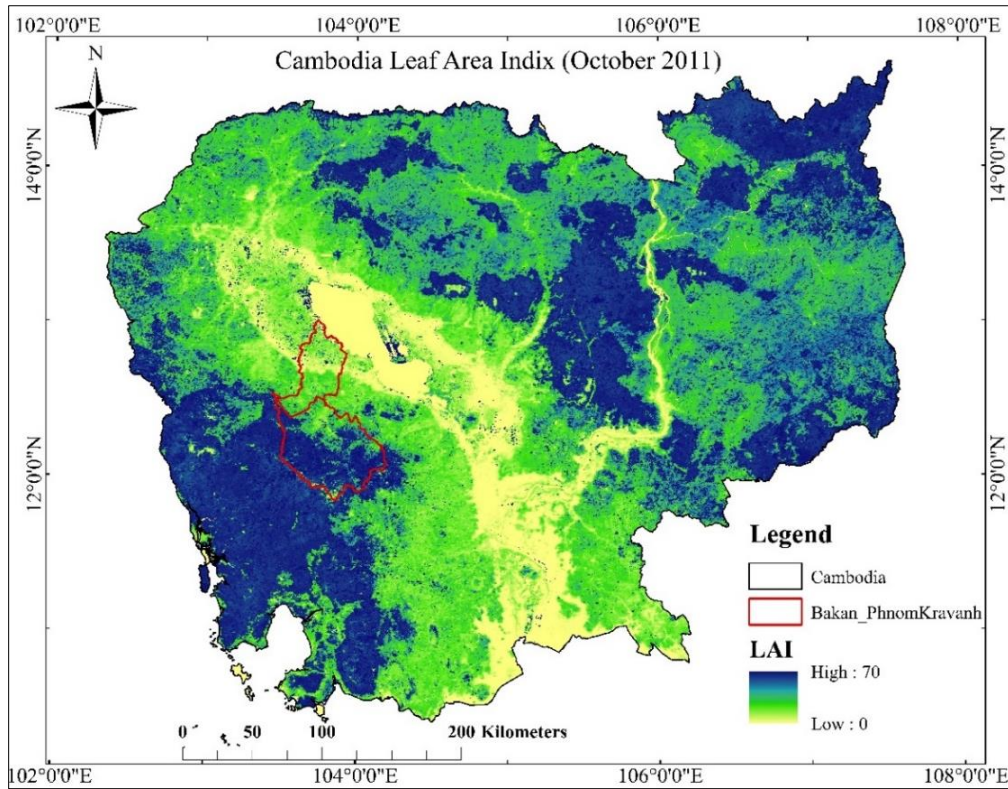 102°0'0"E
104°0'0"E
106°0'0"E
108°0'0"E
Cambodia Leaf Area Indix (October 2011)
N
14°0'0"N
14°0'0"N
12°0'0"N
12°0'0"N
Legend
Cambodia
Bakan_PhnomKravanh
LAI
High : 70
Low : 0
0 50 100 200 Kilometers
102°0'0"E
104°0'0"E
106°0'0"E
108°0'0"E